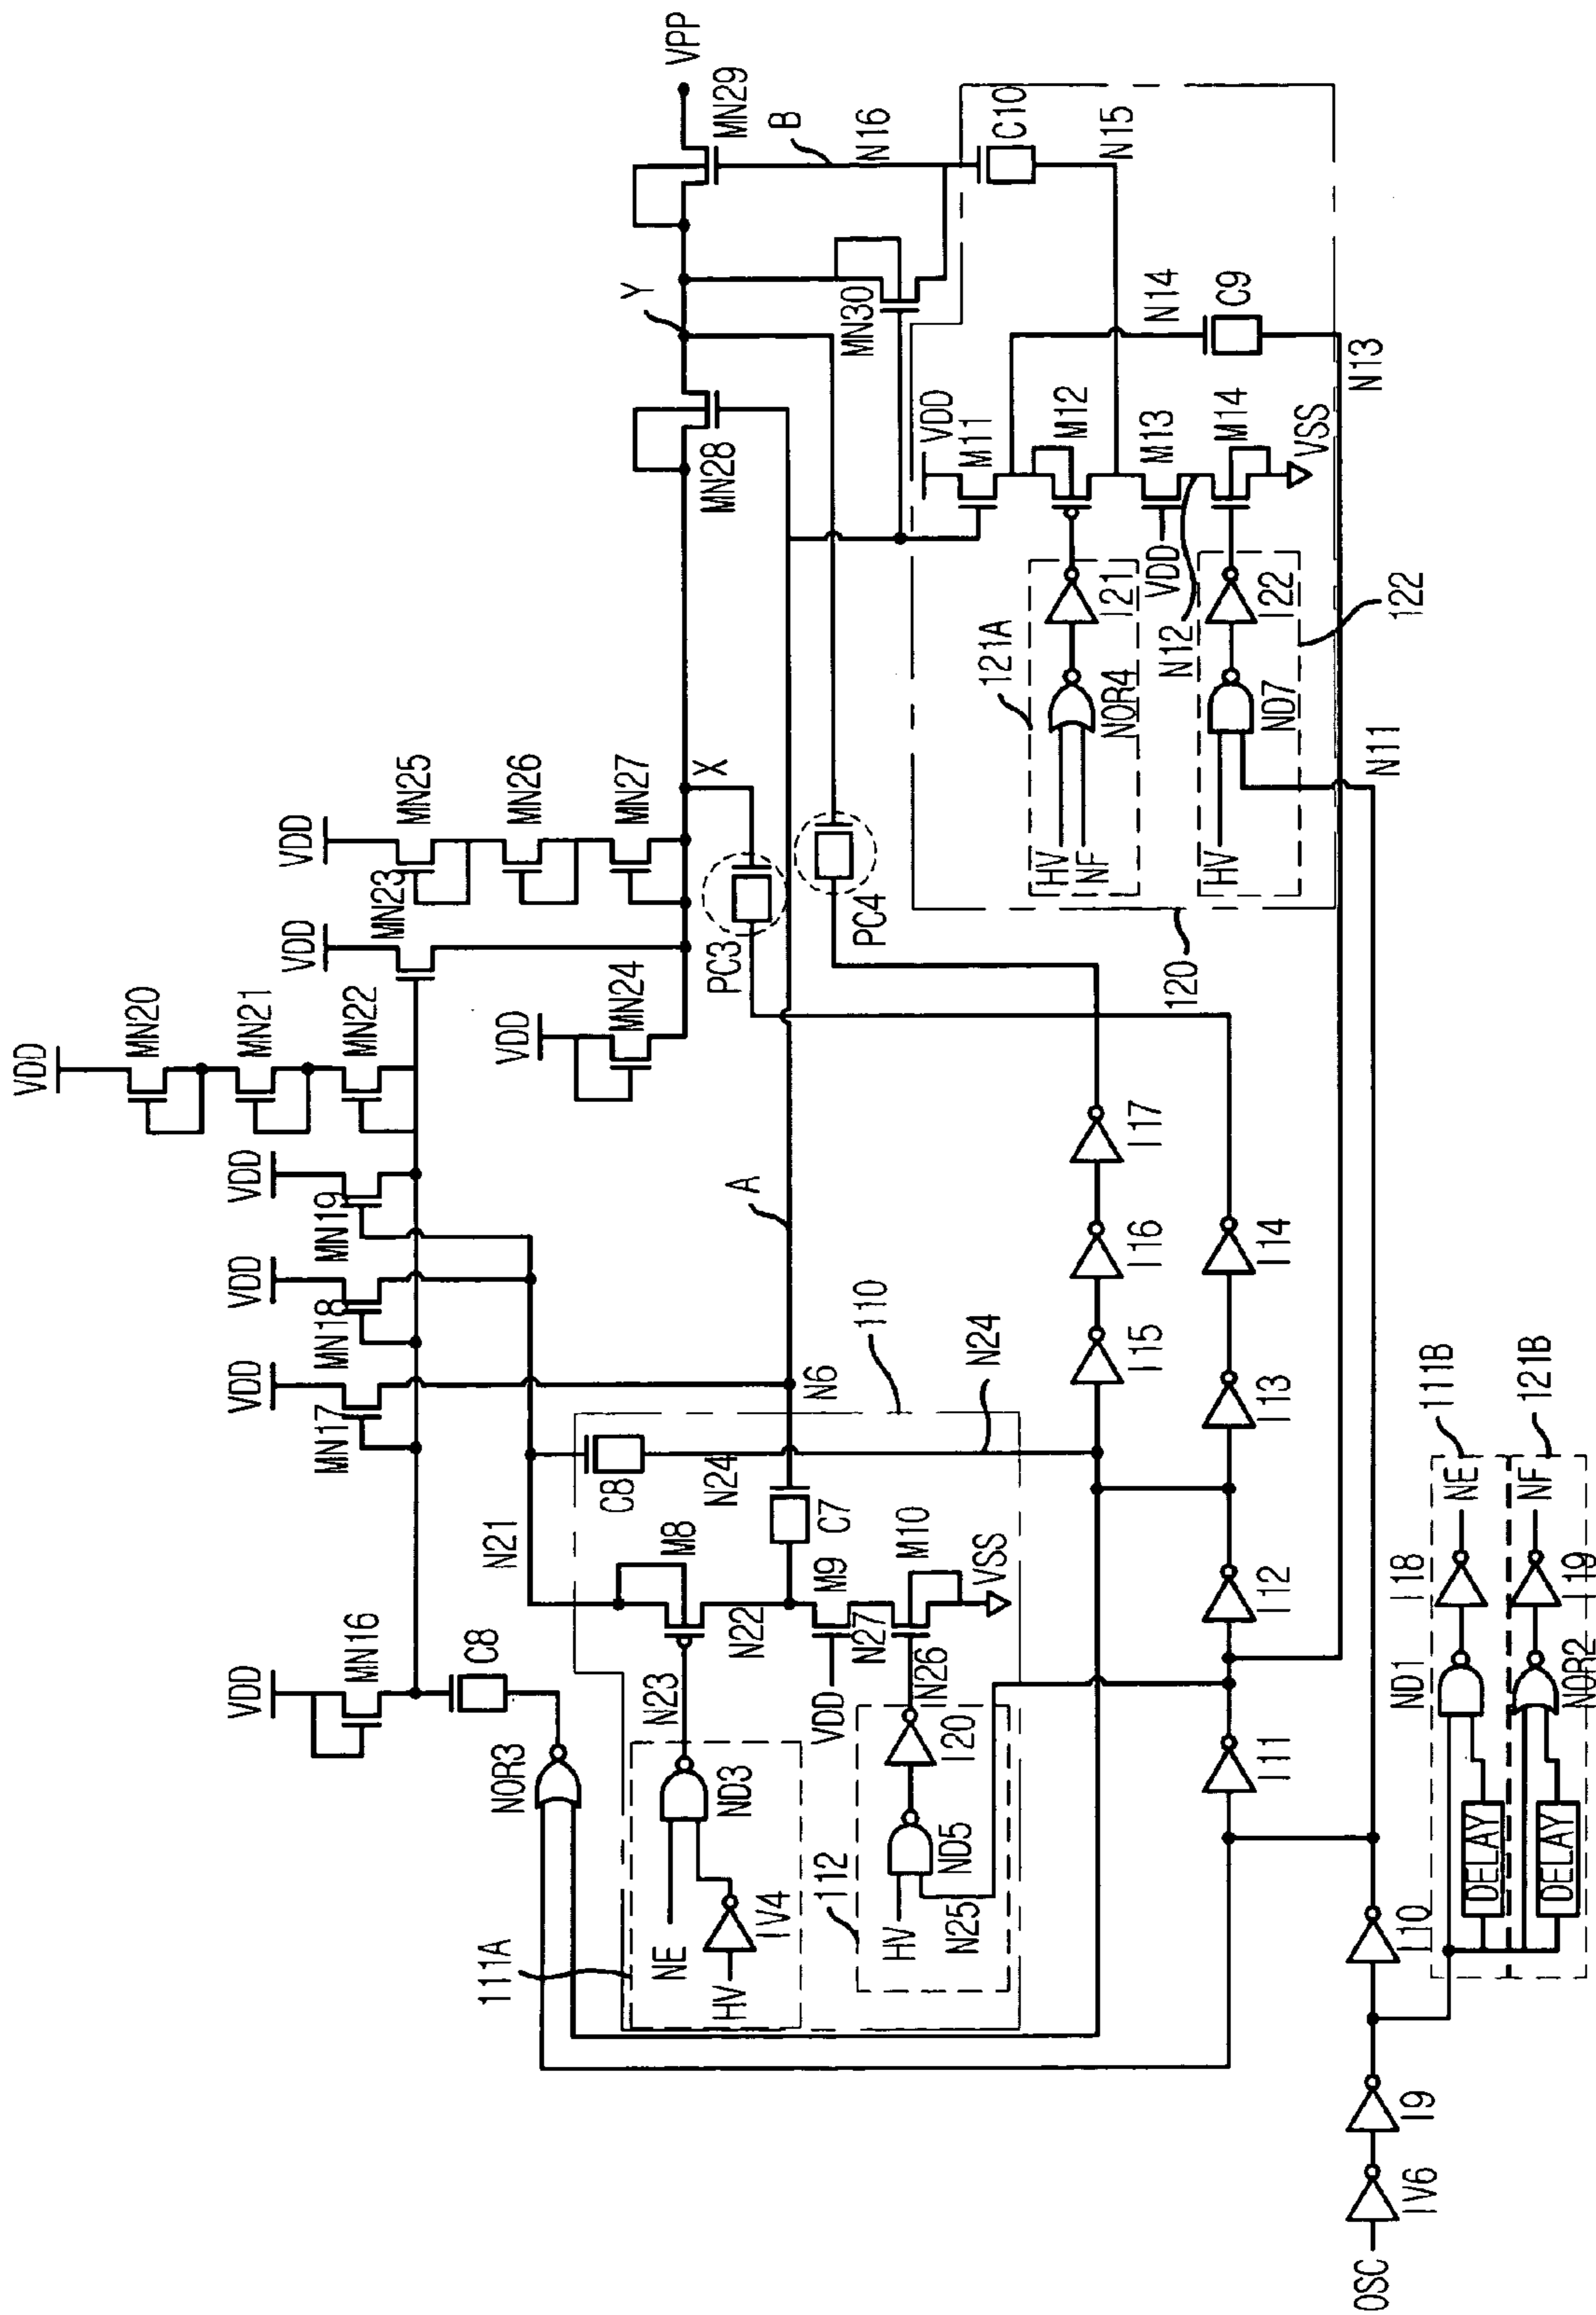 VDD
MN20
MN21
MN22
VDD
MN16
VDD
MN17
VDD
MN18
VDD
MN19
VDD
MN23
VDD
MN25
MN26
MN27
VDD
MN24
C8
NOR3
N21
X
Y
MN28
MN29
VPP
B
N16
MN30
PC3
PC4
A
N6
110
C8
N24
N24
C7
M8
N22
N23
M9
N27
M10
VSS
VDD
N26
111A
NE
HV
IV4
ND3
112
HV
N25
ND5
I20
I15
I16
I17
I11
I12
I13
I14
120
VDD
M11
M12
M13
M14
VSS
VDD
N12
N14
C9
N13
C10
N15
121A
HV
NF
NOR4
I21
HV
ND7
I22
122
N11
OSC
IV6
I9
I10
DELAY
DELAY
ND1
I18
NE
111B
NOR2
I19
NF
121B